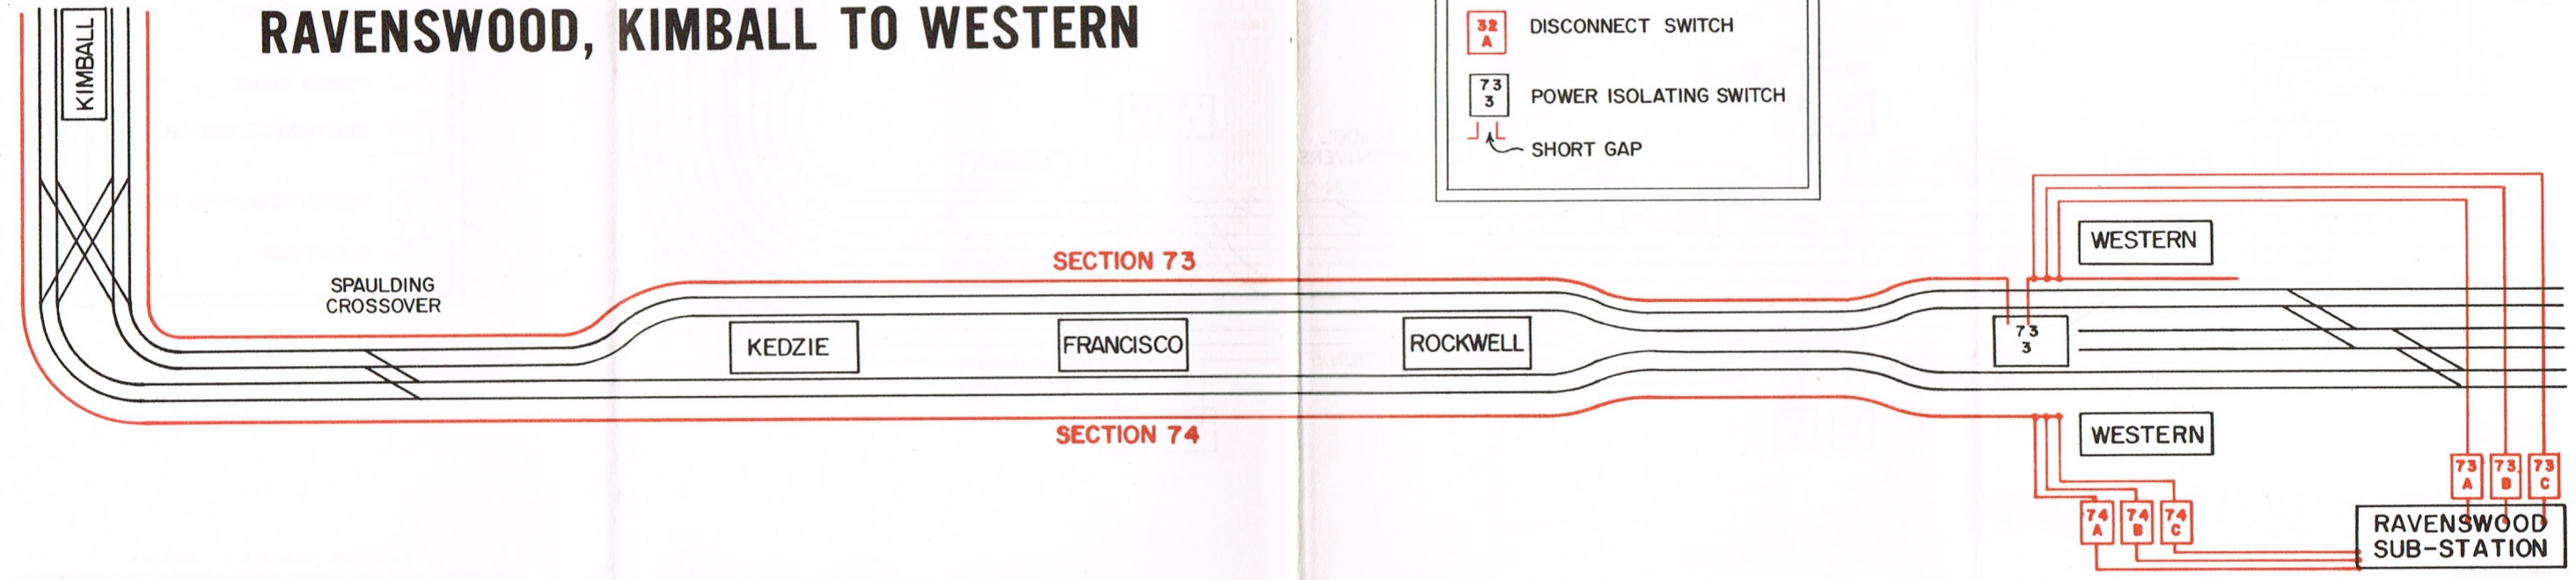 KIMBALL
RAVENSWOOD, KIMBALL TO WESTERN
32
A
DISCONNECT SWITCH
73
3
POWER ISOLATING SWITCH
SHORT GAP
SPAULDING
CROSSOVER
SECTION 73
WESTERN
KEDZIE
FRANCISCO
ROCKWELL
73
3
SECTION 74
WESTERN
73
A
73
B
73
C
74
A
74
B
74
C
RAVENSWOOD
SUB-STATION